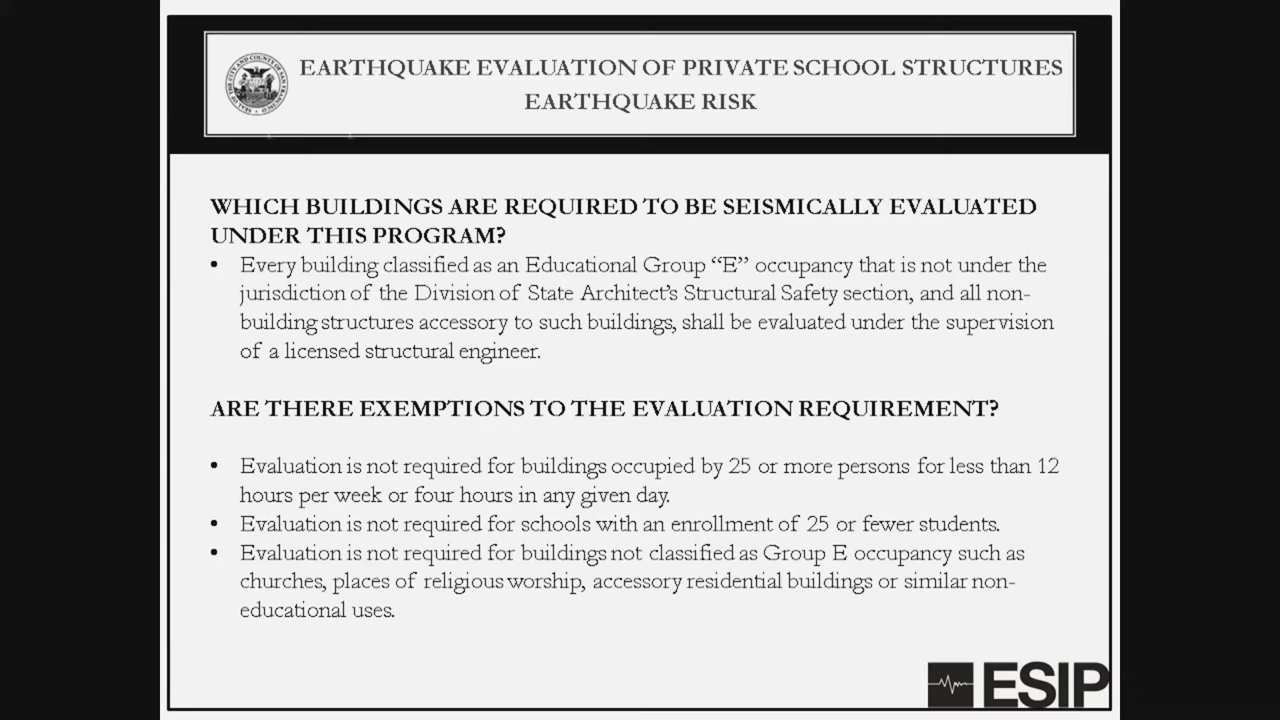 EARTHQUAKE EVALUATION OF PRIVATE SCHOOL STRUCTURES
EARTHQUAKE RISK
WHICH BUILDINGS ARE REQUIRED TO BE SEISMICALLY EVALUATED
UNDER THIS PROGRAM?
• Every building classified as an Educational Group “E” occupancy that is not under the
jurisdiction of the Division of State Architect’s Structural Safety section, and all non-
building structures accessory to such buildings, shall be evaluated under the supervision
of a licensed structural engineer.
ARE THERE EXEMPTIONS TO THE EVALUATION REQUIREMENT?
• Evaluation is not required for buildings occupied by 25 or more persons for less than 12
hours per week or four hours in any given day.
• Evaluation is not required for schools with an enrollment of 25 or fewer students.
• Evaluation is not required for buildings not classified as Group E occupancy such as
churches, places of religious worship, accessory residential buildings or similar non-
educational uses.
ESIP